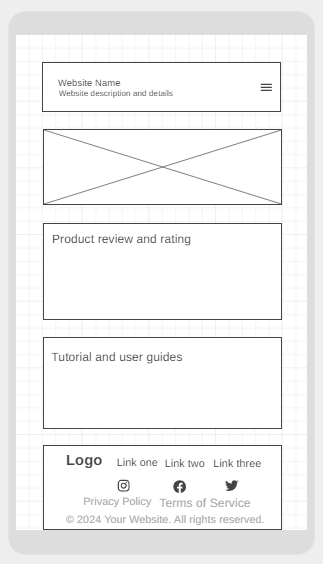 Website Name
Website description and details
Product review and rating
Tutorial and user guides
Logo Link one Link two Link three
Privacy Policy Terms of Service
© 2024 Your Website. All rights reserved.